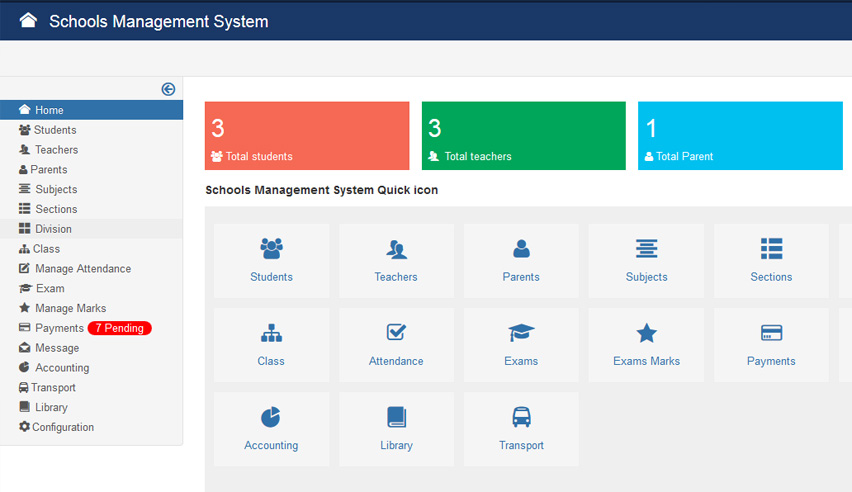 Schools Management System
Home
Students
Teachers
Parents
Subjects
Sections
Division
Class
Manage Attendance
Exam
Manage Marks
Payments 7 Pending
Message
Accounting
Transport
Library
Configuration
3
Total students
3
Total teachers
1
Total Parent
Schools Management System Quick icon
Students
Teachers
Parents
Subjects
Sections
Class
Attendance
Exams
Exams Marks
Payments
Accounting
Library
Transport